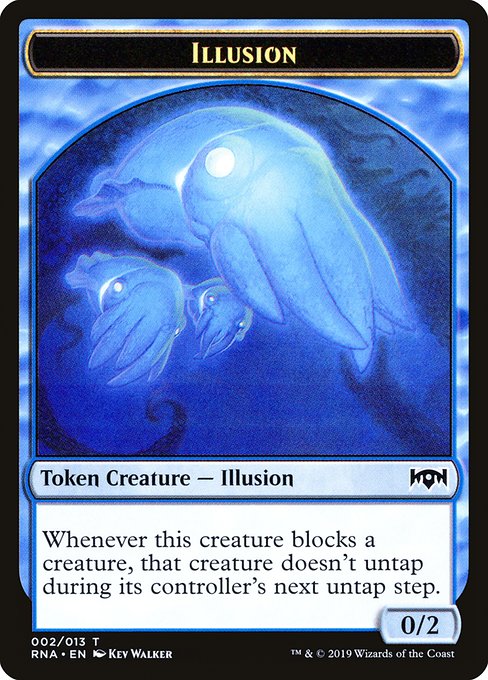 ILLUSION
Token Creature — Illusion
Whenever this creature blocks a
creature, that creature doesn't untap
during its controller's next untap step.
0/2
002/013 T
RNA • EN Key Walker
™ & © 2019 Wizards of the Coast